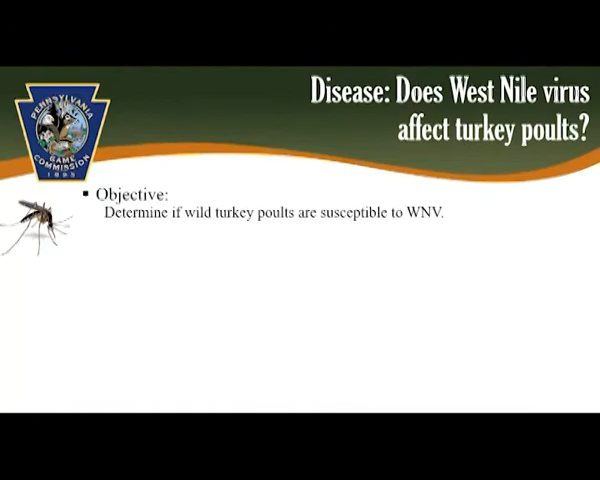 Disease: Does West Nile virus
affect turkey poults?
PENNSYLVANIA
GAME
COMMISSION
1895
▪ Objective:
Determine if wild turkey poults are susceptible to WNV.